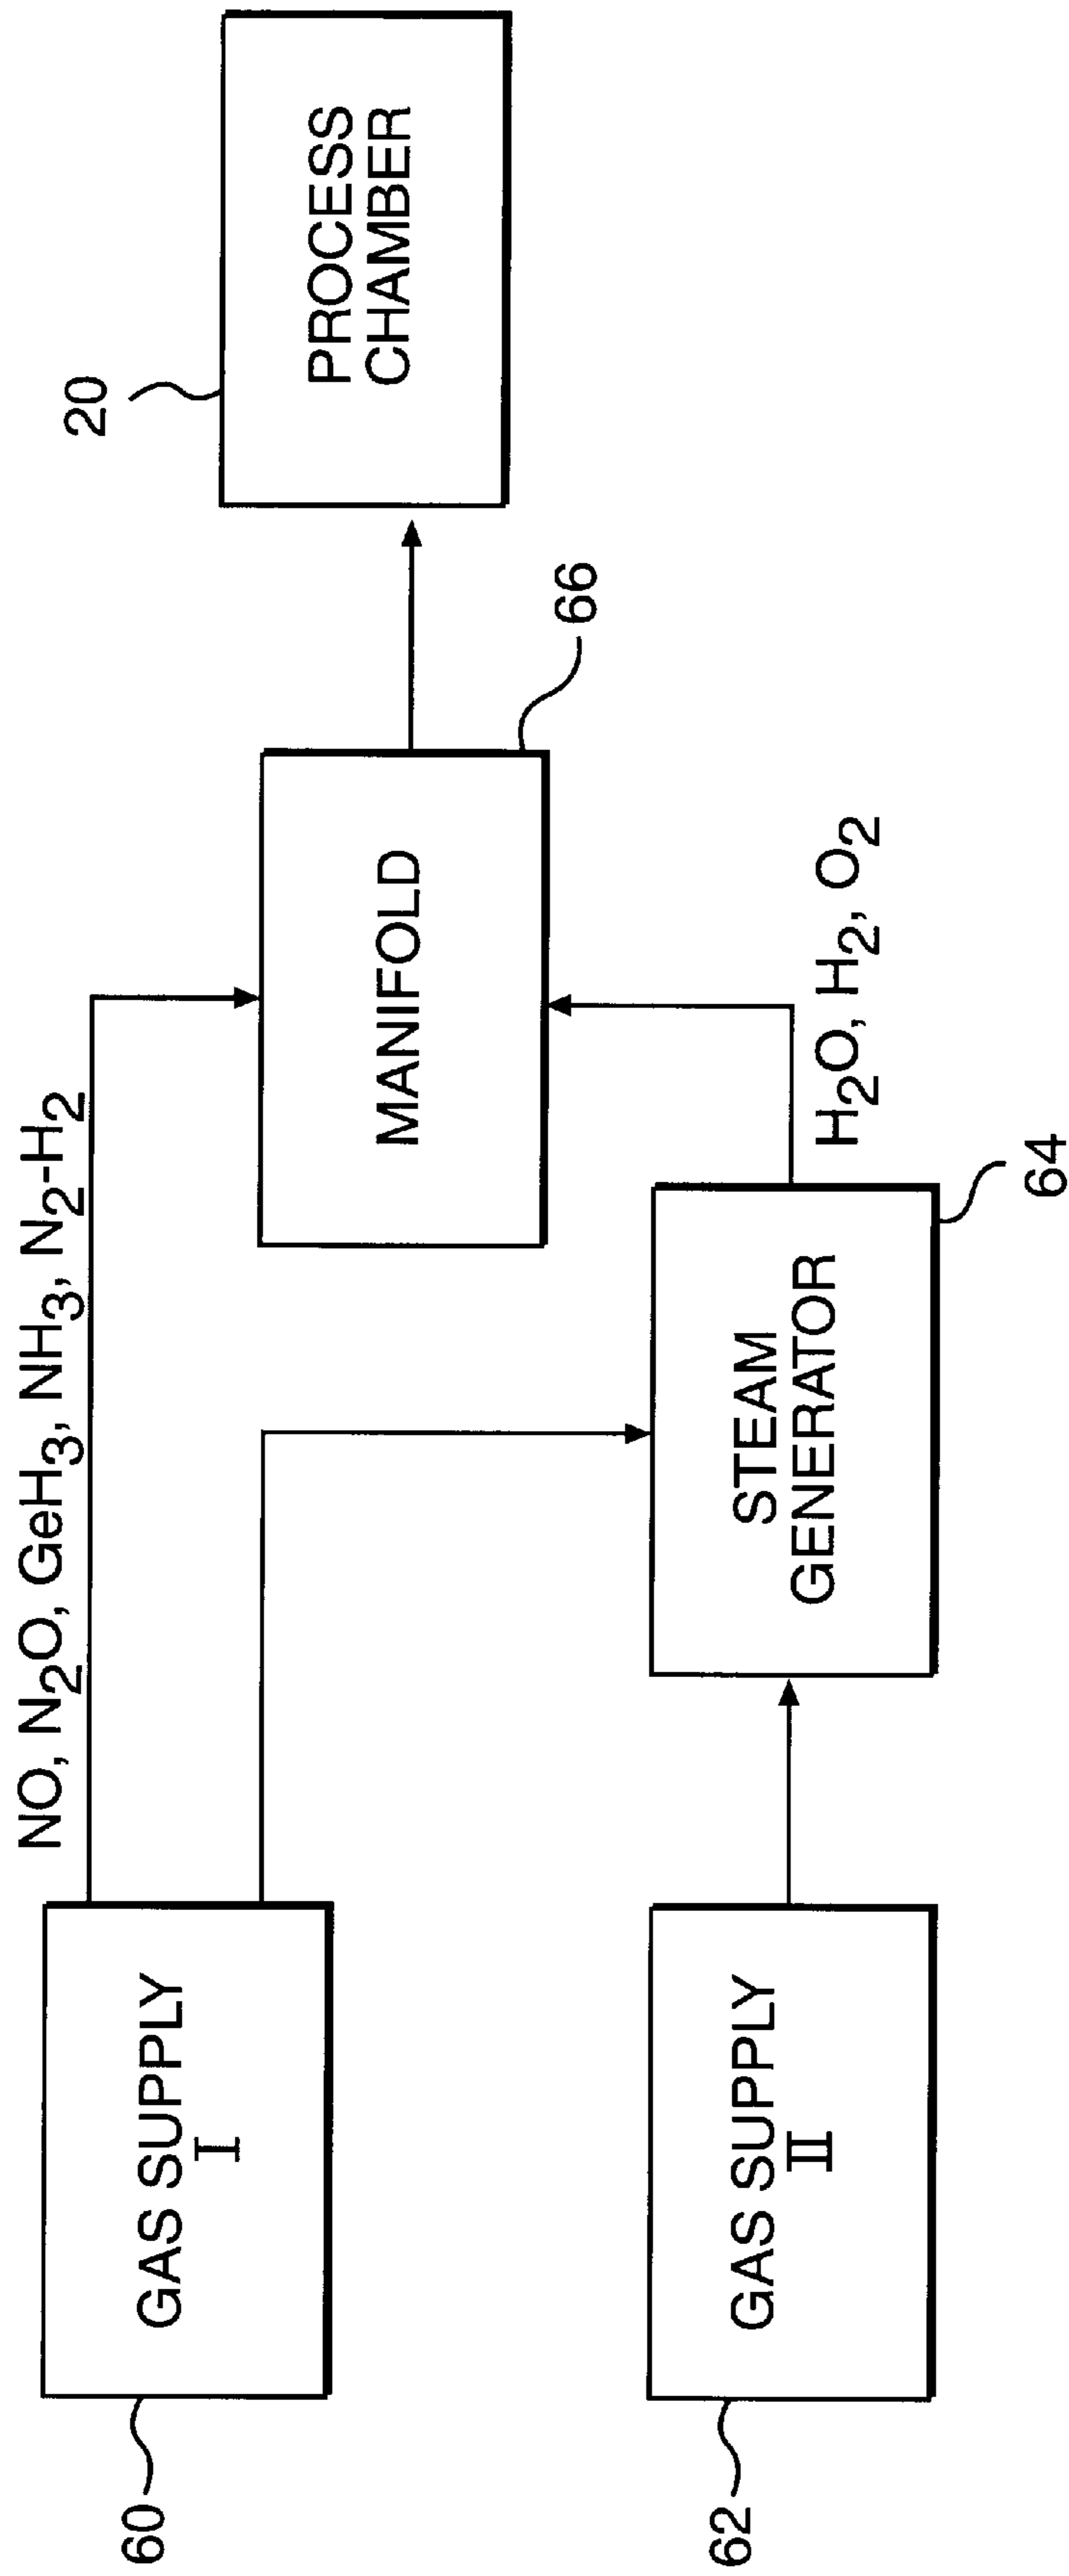 NO, N2O, GeH3, NH3, N2-H2
60
GAS SUPPLY
I
MANIFOLD
66
20
PROCESS
CHAMBER
62
GAS SUPPLY
II
STEAM
GENERATOR
64
H2O, H2, O2